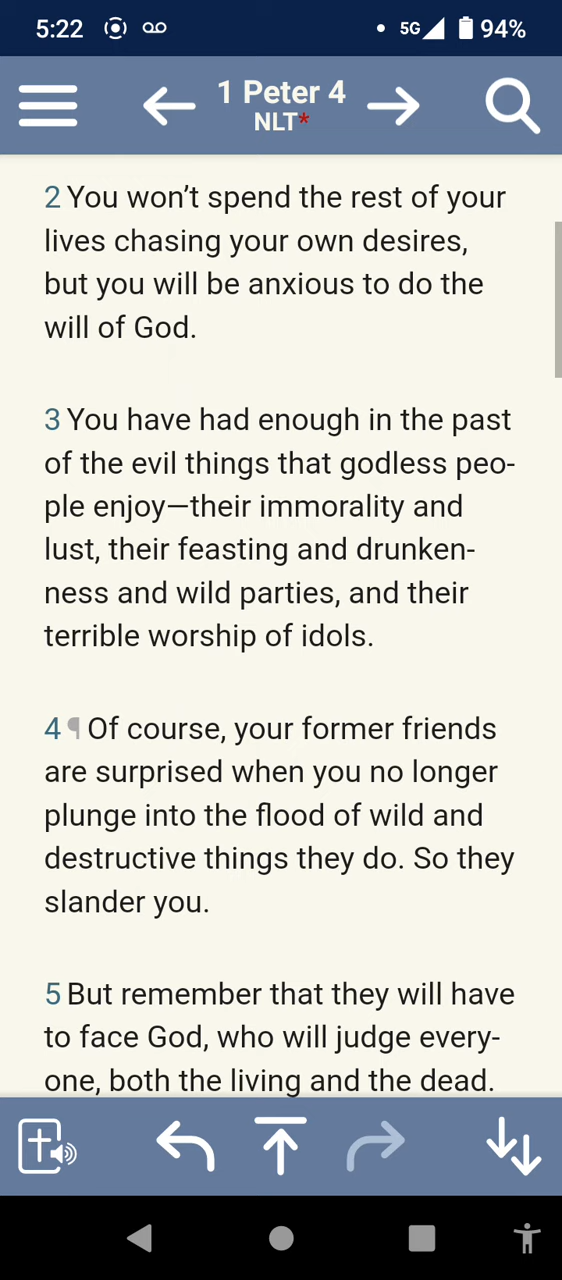 5:22 5G 94%
1 Peter 4
NLT*
2 You won’t spend the rest of your
lives chasing your own desires,
but you will be anxious to do the
will of God.
3 You have had enough in the past
of the evil things that godless peo-
ple enjoy—their immorality and
lust, their feasting and drunken-
ness and wild parties, and their
terrible worship of idols.
4 ¶ Of course, your former friends
are surprised when you no longer
plunge into the flood of wild and
destructive things they do. So they
slander you.
5 But remember that they will have
to face God, who will judge every-
one, both the living and the dead.